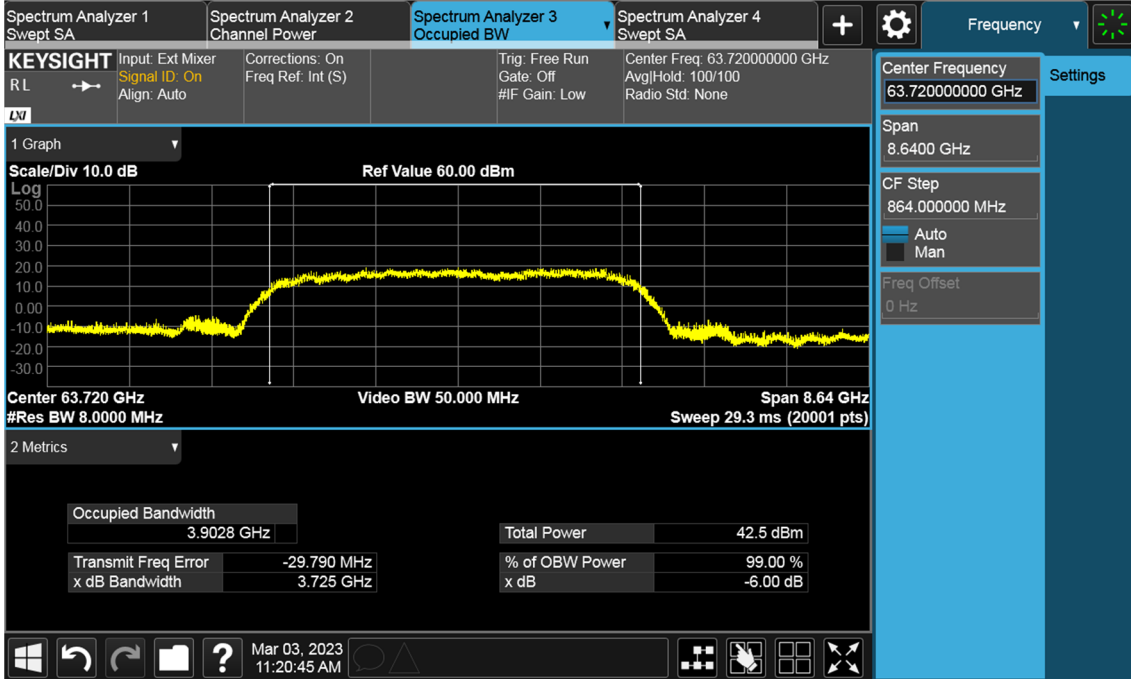 Spectrum Analyzer 1
Swept SA
Spectrum Analyzer 2
Channel Power
Spectrum Analyzer 3
Occupied BW
Spectrum Analyzer 4
Swept SA
+
Frequency
KEYSIGHT
R L
LXI
Input: Ext Mixer
Signal ID: On
Align: Auto
Corrections: On
Freq Ref: Int (S)
Trig: Free Run
Gate: Off
#IF Gain: Low
Center Freq: 63.720000000 GHz
Avg|Hold: 100/100
Radio Std: None
Center Frequency
63.720000000 GHz
Settings
Span
8.6400 GHz
CF Step
864.000000 MHz
Auto
Man
Freq Offset
0 Hz
1 Graph
Scale/Div 10.0 dB
Ref Value 60.00 dBm
Log
50.0
40.0
30.0
20.0
10.0
0.00
-10.0
-20.0
-30.0
Center 63.720 GHz
Video BW 50.000 MHz
Span 8.64 GHz
#Res BW 8.0000 MHz
Sweep 29.3 ms (20001 pts)
2 Metrics
Occupied Bandwidth
3.9028 GHz
Total Power 42.5 dBm
Transmit Freq Error -29.790 MHz
% of OBW Power 99.00 %
x dB Bandwidth 3.725 GHz
x dB -6.00 dB
?
Mar 03, 2023
11:20:45 AM